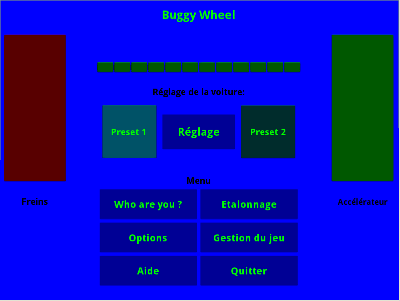 Buggy Wheel
Réglage de la voiture
Preset 1
Réglage
Preset 2
Menu
Freins
Accélérateur
Who are you ?
Etalonnage
Options
Gestion du jeu
Aide
Quitter